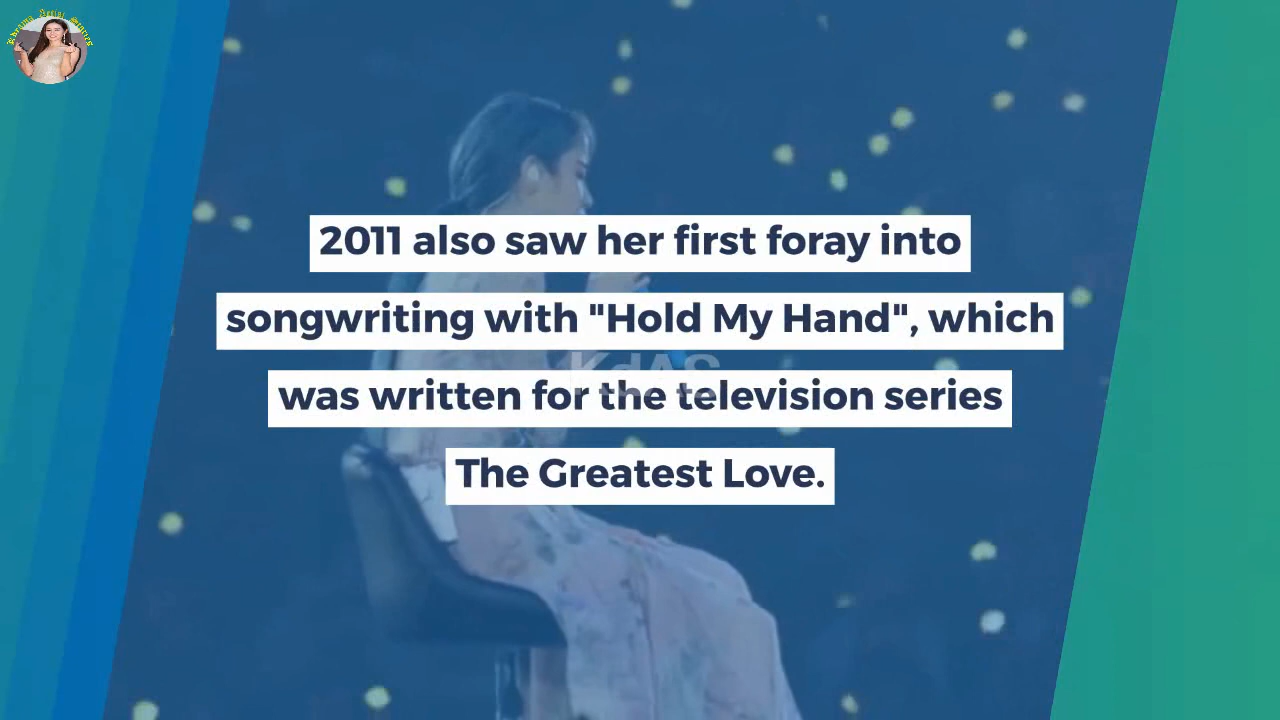 2011 also saw her first foray into
songwriting with "Hold My Hand", which
was written for the television series
The Greatest Love.